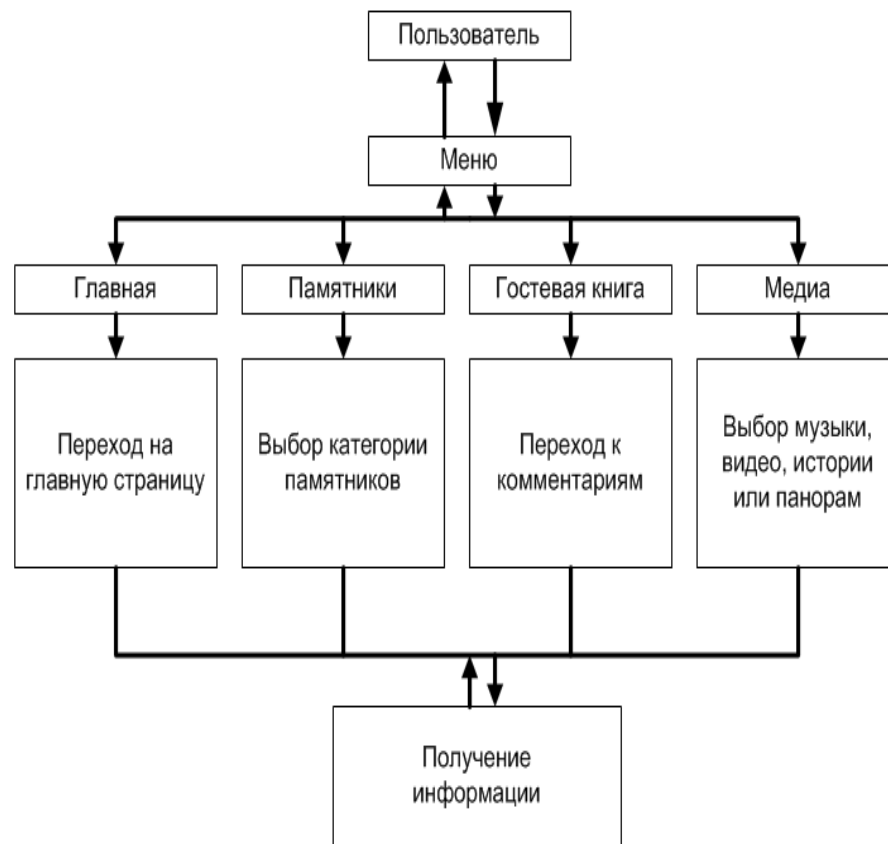 Пользователь
Меню
Главная
Памятники
Гостевая книга
Медиа
Переход на
главную страницу
Выбор категории
памятников
Переход к
комментариям
Выбор музыки,
видео, истории
или панорам
Получение
информации